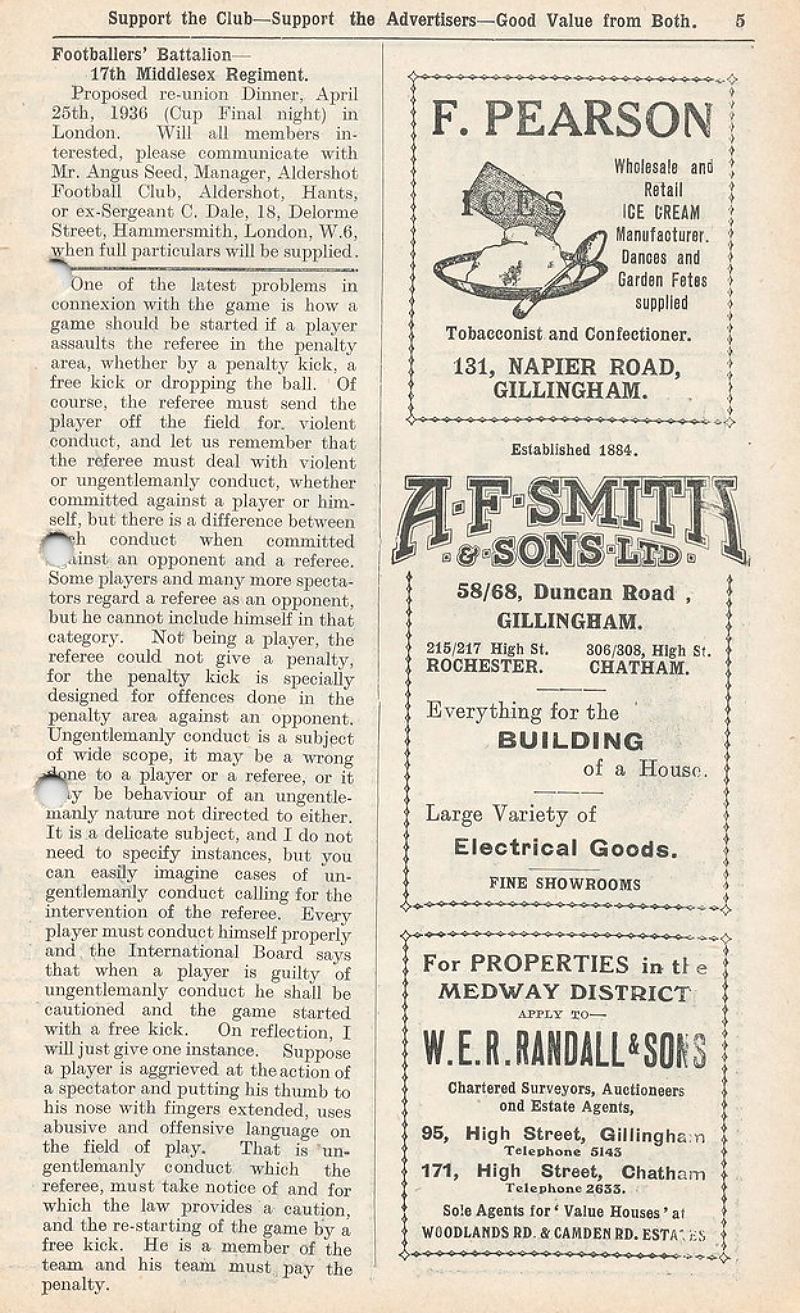 Support the Club—Support the Advertisers—Good Value from Both. 5
Footballers' Battalion—
17th Middlesex Regiment.
Proposed re-union Dinner, April
25th, 1936 (Cup Final night) in
London. Will all members in-
terested, please communicate with
Mr. Angus Seed, Manager, Aldershot
Football Club, Aldershot, Hants,
or ex-Sergeant C. Dale, 18, Delorme
Street, Hammersmith, London, W.6,
when full particulars will be supplied.
One of the latest problems in
connexion with the game is how a
game should be started if a player
assaults the referee in the penalty
area, whether by a penalty kick, a
free kick or dropping the ball. Of
course, the referee must send the
player off the field for violent
conduct, and let us remember that
the referee must deal with violent
or ungentlemanly conduct, whether
committed against a player or him-
self, but there is a difference between
conduct when committed
an opponent and a referee.
Some players and many more specta-
tors regard a referee as an opponent,
but he cannot include himself in that
category. Not being a player, the
referee could not give a penalty,
for the penalty kick is specially
designed for offences done in the
penalty area against an opponent.
Ungentlemanly conduct is a subject
of wide scope, it may be a wrong
done to a player or a referee, or it
be behaviour of an ungentle-
manly nature not directed to either.
It is a delicate subject, and I do not
need to specify instances, but you
can easily imagine cases of un-
gentlemanly conduct calling for the
intervention of the referee. Every
player must conduct himself properly
and the International Board says
that when a player is guilty of
ungentlemanly conduct he shall be
cautioned and the game started
with a free kick. On reflection, I
will just give one instance. Suppose
a player is aggrieved at the action of
a spectator and putting his thumb to
his nose with fingers extended, uses
abusive and offensive language on
the field of play. That is un-
gentlemanly conduct which the
referee, must take notice of and for
which the law provides a caution,
and the re-starting of the game by a
free kick. He is a member of the
team and his team must pay the
penalty.
F. PEARSON
ICES
Wholesale and
Retail
ICE CREAM
Manufacturer.
Dances and
Garden Fetes
supplied
Tobacconist and Confectioner.
131, NAPIER ROAD,
GILLINGHAM.
Established 1884.
A·F·SMITH
·&·SONS·LTD·
58/68, Duncan Road ,
GILLINGHAM.
215/217 High St. 306/308, High St.
ROCHESTER. CHATHAM.
Everything for the
BUILDING
of a House.
Large Variety of
Electrical Goods.
FINE SHOWROOMS
For PROPERTIES in the
MEDWAY DISTRICT
APPLY TO—
W.E.R.RANDALL & SONS
Chartered Surveyors, Auctioneers
ond Estate Agents,
95, High Street, Gillingham
Telephone 5143
171, High Street, Chatham
Telephone 2633.
Sole Agents for ' Value Houses ' at
WOODLANDS RD. & CAMDEN RD. ESTATES